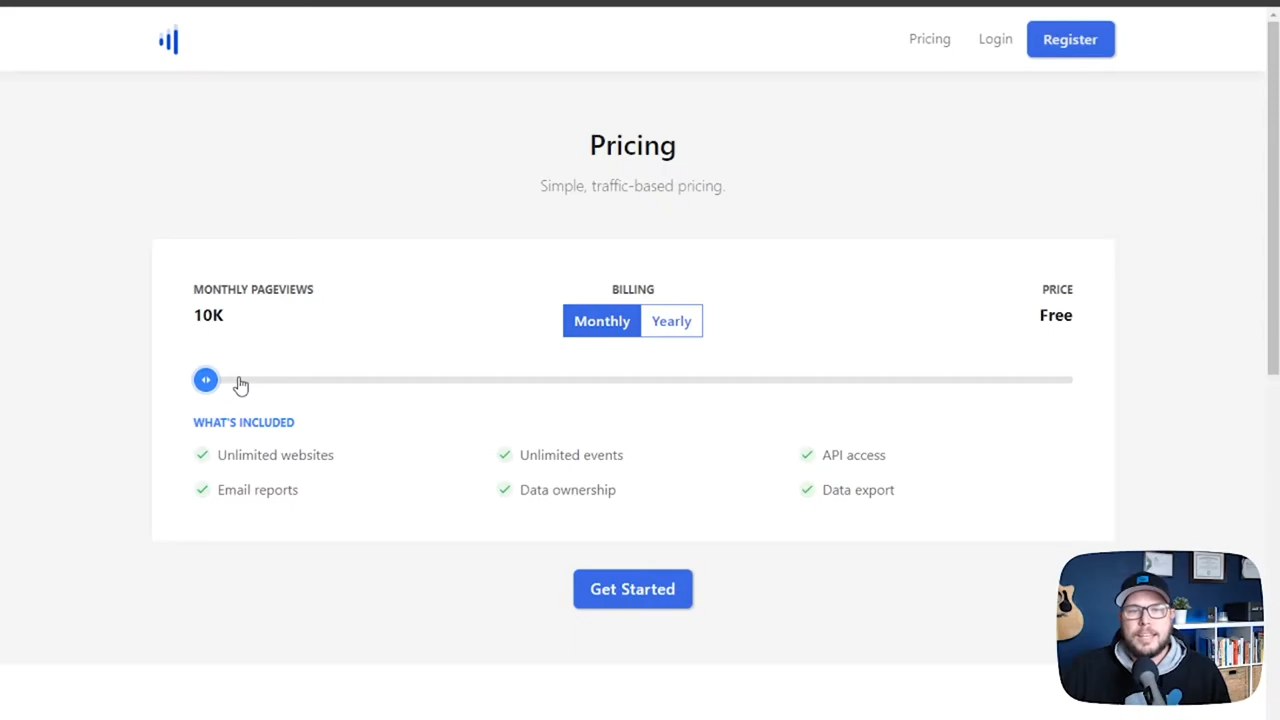 Pricing
Login
Register
Pricing
Simple, traffic-based pricing.
MONTHLY PAGEVIEWS
BILLING
PRICE
10K
Monthly
Yearly
Free
WHAT'S INCLUDED
Unlimited websites
Unlimited events
API access
Email reports
Data ownership
Data export
Get Started